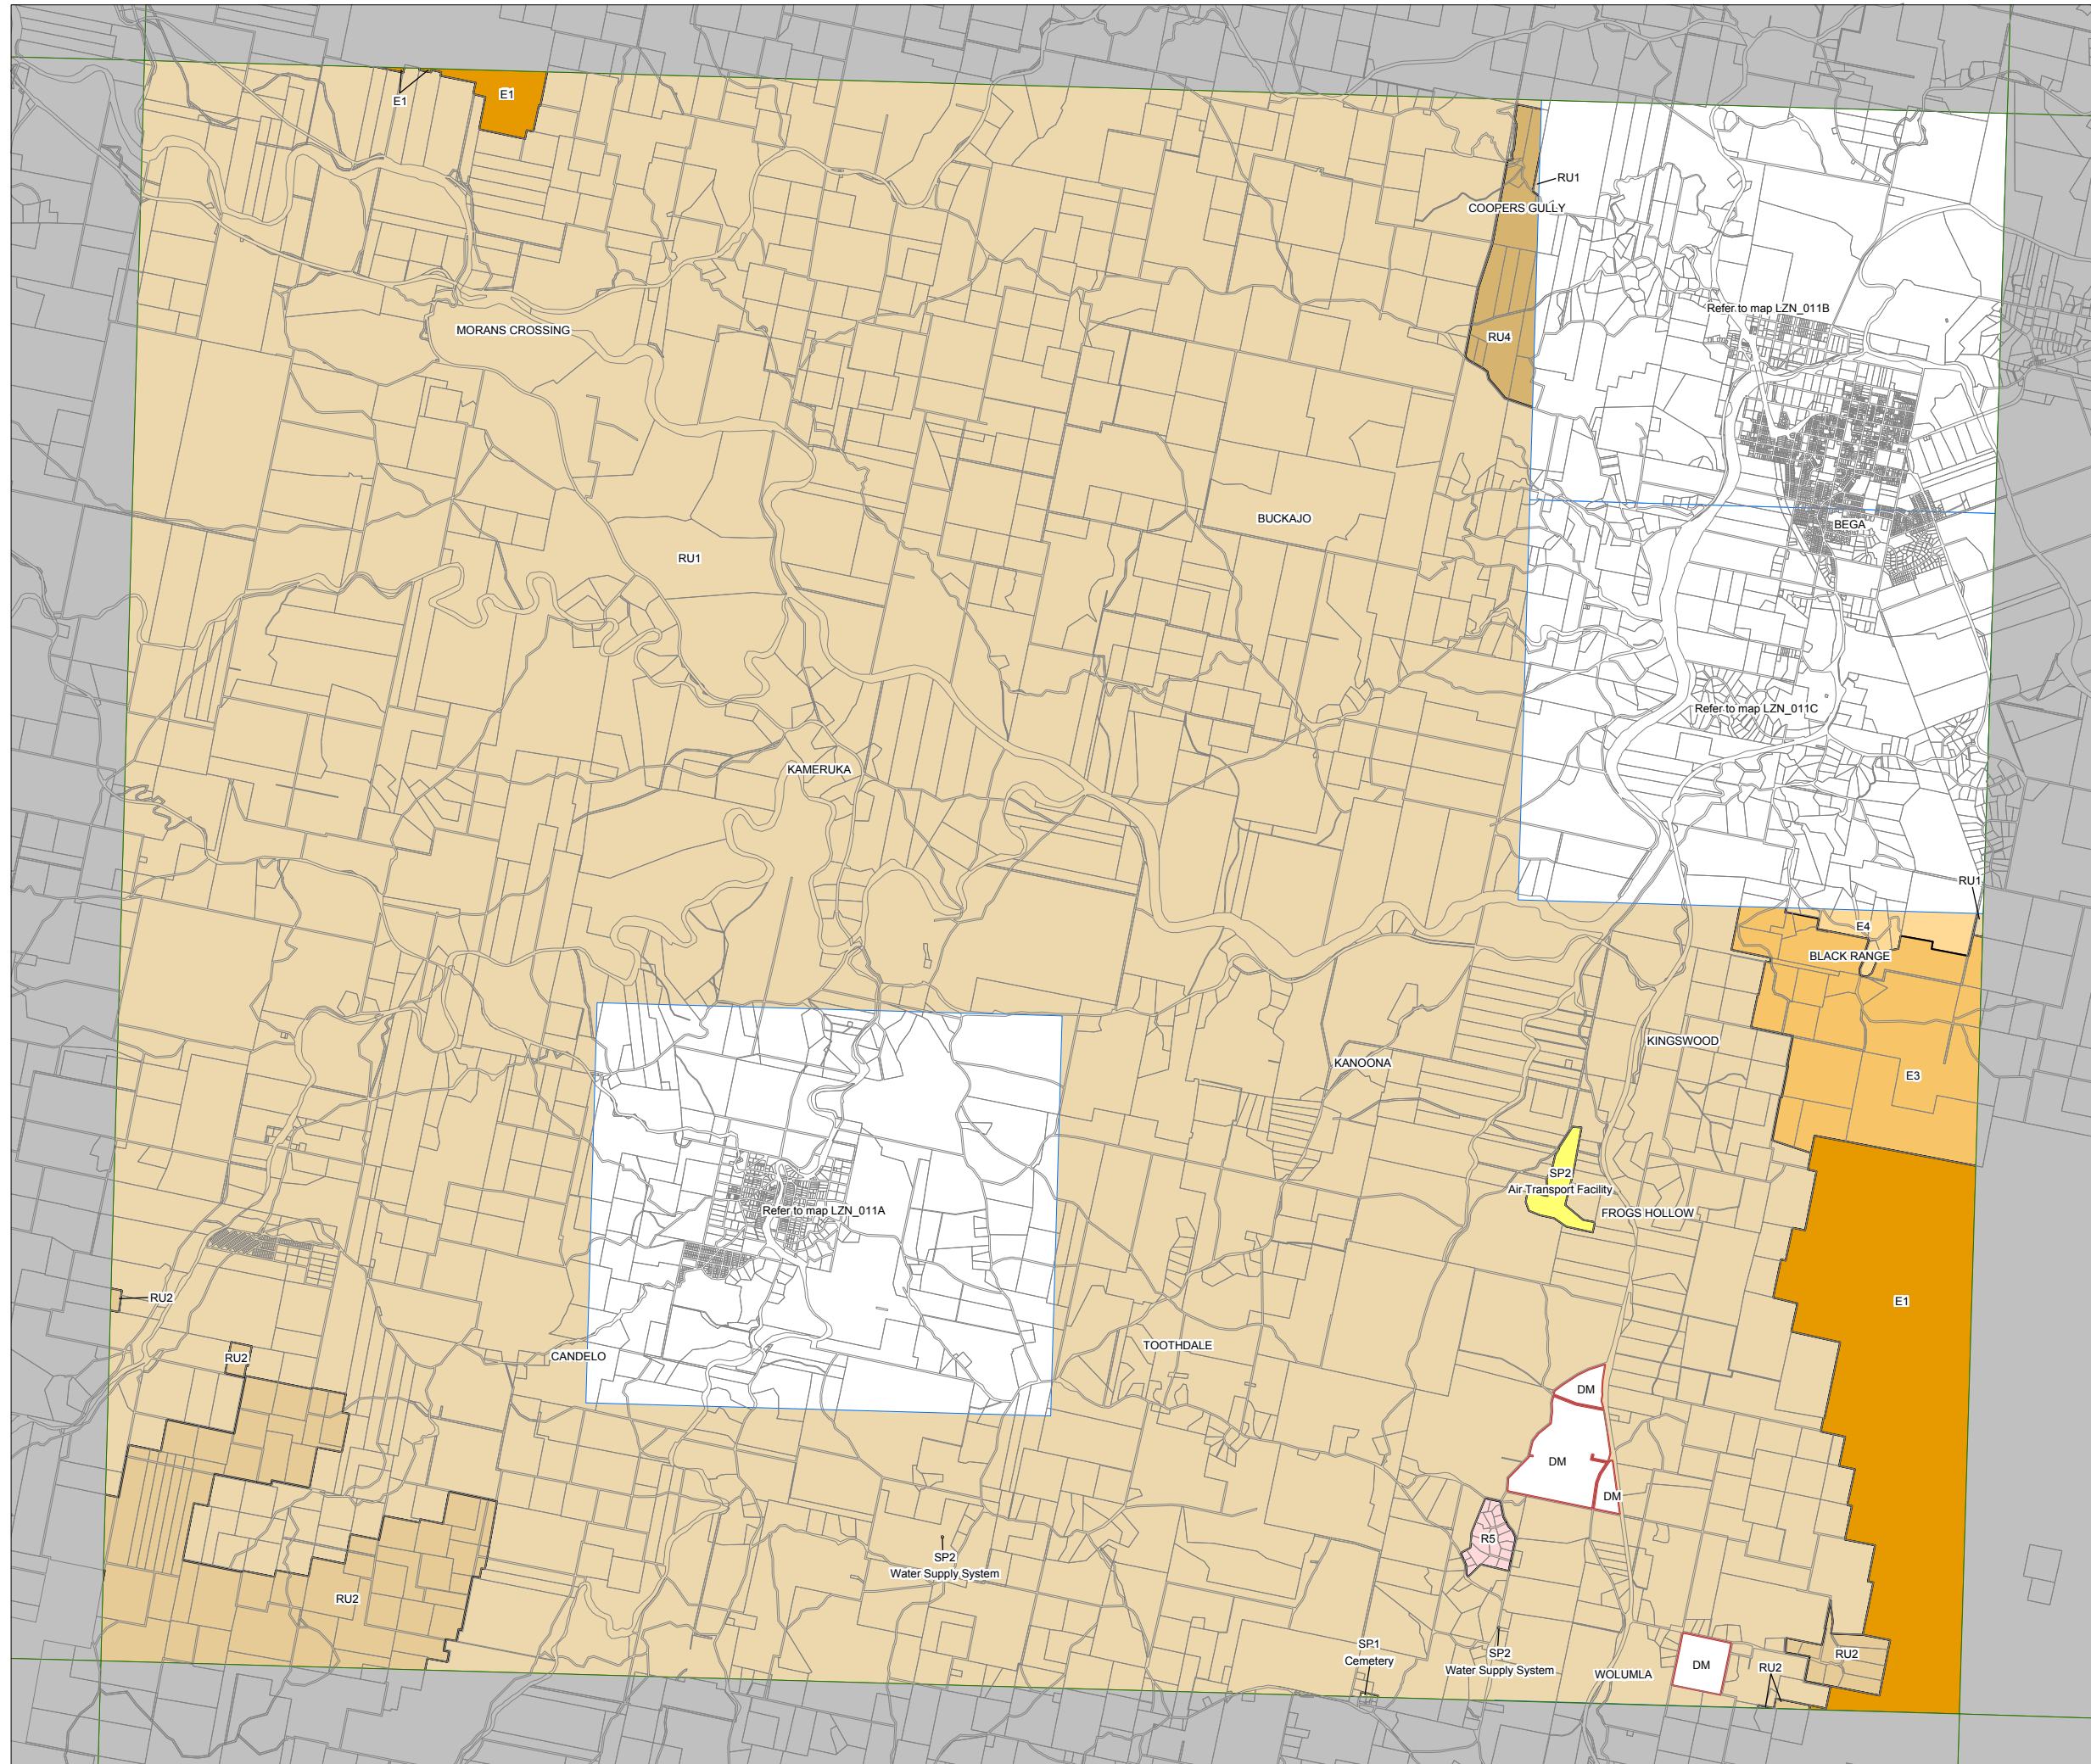 E1
E1
RU1
COOPERS GULLY
Refer to map LZN_011B
MORANS CROSSING
RU4
BUCKAJO
BEGA
RU1
Refer to map LZN_011C
KAMERUKA
RU1
E4
BLACK RANGE
KINGSWOOD
KANOONA
E3
SP2
Air Transport Facility
Refer to map LZN_011A
FROGS HOLLOW
RU2
E1
TOOTHDALE
CANDELO
RU2
DM
DM
DM
R5
SP2
Water Supply System
RU2
SP1
Cemetery
SP2
Water Supply System
RU2
DM
RU2
WOLUMLA